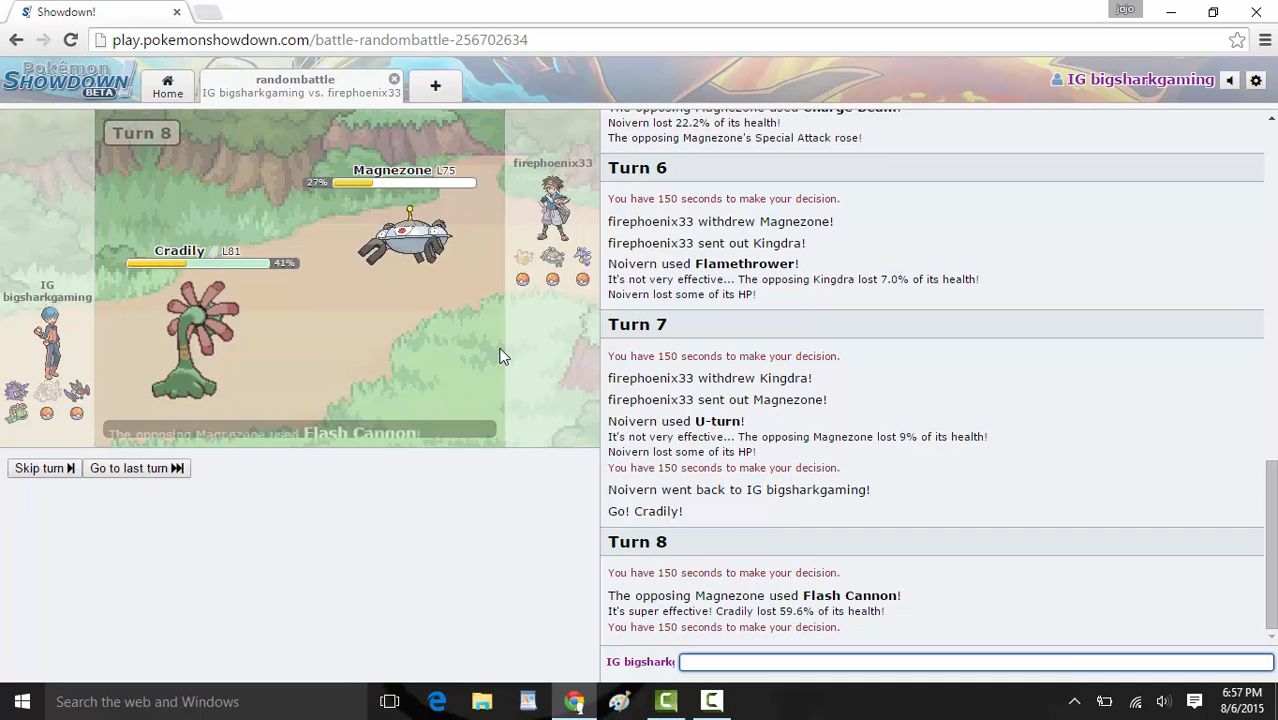 Showdown!
jojo
play.pokemonshowdown.com/battle-randombattle-256702634
Pokémon
SHOWDOWN
BETA
Home
randombattle
IG bigsharkgaming vs. firephoenix33
IG bigsharkgaming
Turn 8
Magnezone L75
27%
firephoenix33
Cradily L81
41%
IG
bigsharkgaming
The opposing Magnezone used Flash Cannon!
Skip turn
Go to last turn
The opposing Magnezone used Charge Beam!
Noivern lost 22.2% of its health!
The opposing Magnezone's Special Attack rose!
Turn 6
You have 150 seconds to make your decision.
firephoenix33 withdrew Magnezone!
firephoenix33 sent out Kingdra!
Noivern used Flamethrower!
It's not very effective... The opposing Kingdra lost 7.0% of its health!
Noivern lost some of its HP!
Turn 7
You have 150 seconds to make your decision.
firephoenix33 withdrew Kingdra!
firephoenix33 sent out Magnezone!
Noivern used U-turn!
It's not very effective... The opposing Magnezone lost 9% of its health!
Noivern lost some of its HP!
You have 150 seconds to make your decision.
Noivern went back to IG bigsharkgaming!
Go! Cradily!
Turn 8
You have 150 seconds to make your decision.
The opposing Magnezone used Flash Cannon!
It's super effective! Cradily lost 59.6% of its health!
You have 150 seconds to make your decision.
IG bigshark
Search the web and Windows
6:57 PM
8/6/2015